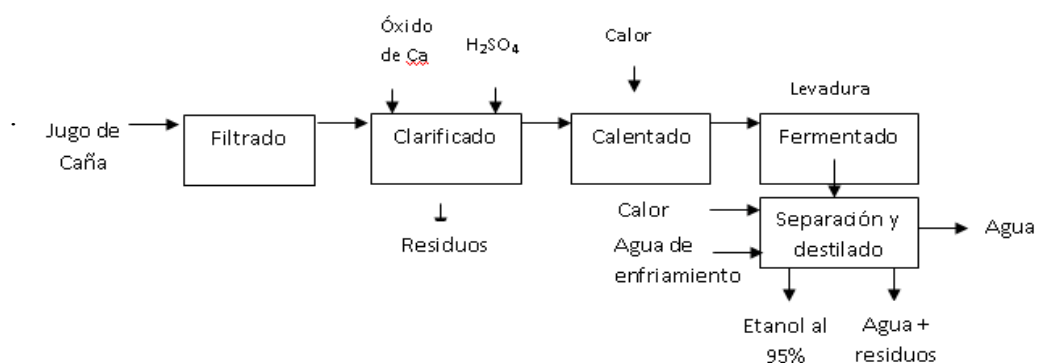 Óxido
de Ca
H₂SO₄
Calor
Levadura
Jugo de
Caña
Filtrado
Clarificado
Calentado
Fermentado
Residuos
Calor
Agua de
enfriamiento
Separación y
destilado
Agua
Etanol al
95%
Agua +
residuos